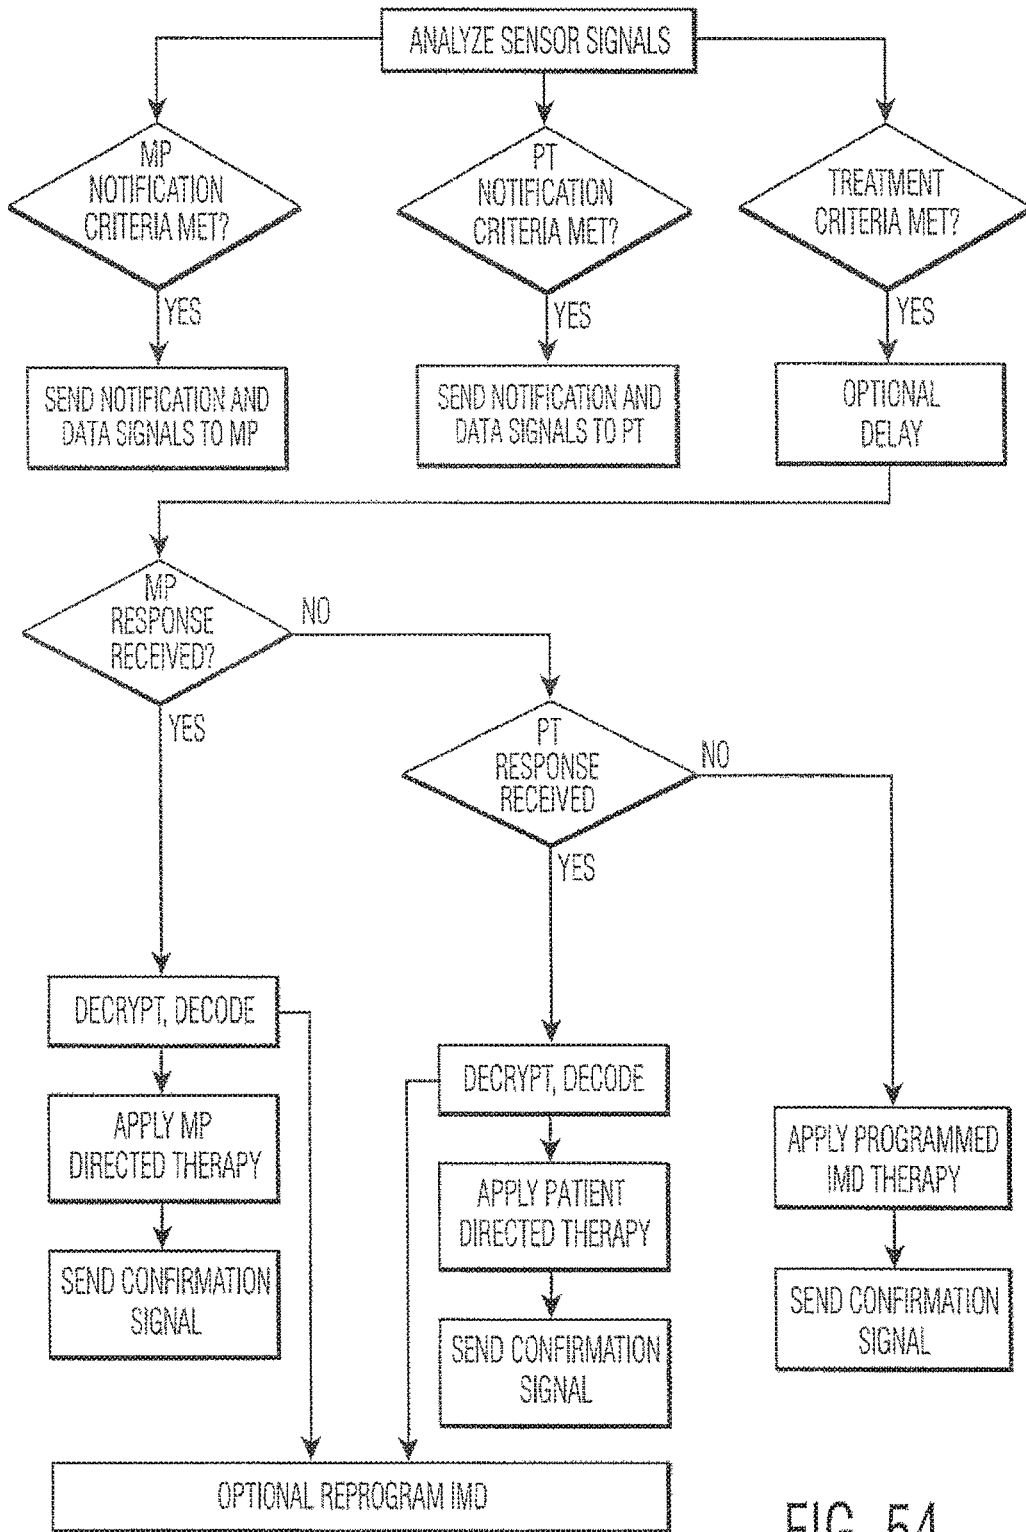 ANALYZE SENSOR SIGNALS
MP
NOTIFICATION
CRITERIA MET?
PT
NOTIFICATION
CRITERIA MET?
TREATMENT
CRITERIA MET?
YES
YES
YES
SEND NOTIFICATION AND
DATA SIGNALS TO MP
SEND NOTIFICATION AND
DATA SIGNALS TO PT
OPTIONAL
DELAY
MP
RESPONSE
RECEIVED?
NO
YES
PT
RESPONSE
RECEIVED
NO
YES
DECRYPT, DECODE
APPLY MP
DIRECTED THERAPY
SEND CONFIRMATION
SIGNAL
DECRYPT, DECODE
APPLY PATIENT
DIRECTED THERAPY
SEND CONFIRMATION
SIGNAL
APPLY PROGRAMMED
IMD THERAPY
SEND CONFIRMATION
SIGNAL
OPTIONAL REPROGRAM IMD
FIG. 54